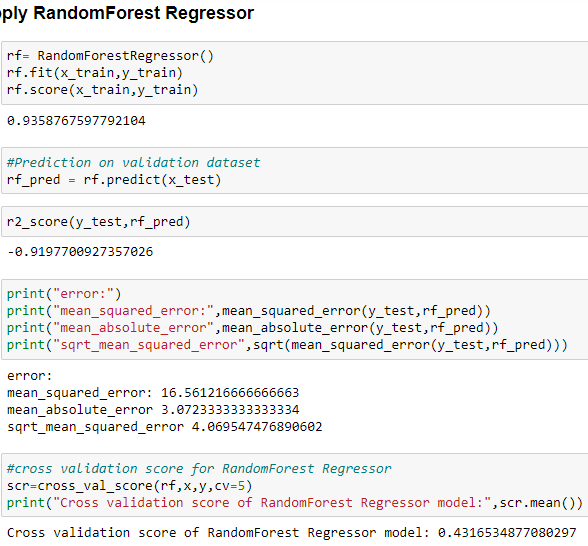 ply RandomForest Regressor
rf= RandomForestRegressor()
rf.fit(x_train,y_train)
rf.score(x_train,y_train)
0.9358767597792104
#Prediction on validation dataset
rf_pred = rf.predict(x_test)
r2_score(y_test,rf_pred)
-0.9197700927357026
print("error:")
print("mean_squared_error:",mean_squared_error(y_test,rf_pred))
print("mean_absolute_error",mean_absolute_error(y_test,rf_pred))
print("sqrt_mean_squared_error",sqrt(mean_squared_error(y_test,rf_pred)))
error:
mean_squared_error: 16.561216666666663
mean_absolute_error 3.0723333333333334
sqrt_mean_squared_error 4.069547476890602
#cross validation score for RandomForest Regressor
scr=cross_val_score(rf,x,y,cv=5)
print("Cross validation score of RandomForest Regressor model:",scr.mean())
Cross validation score of RandomForest Regressor model: 0.4316534877080297